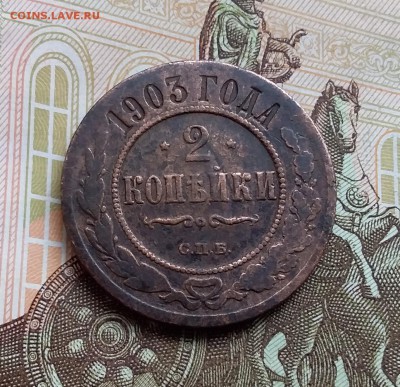 COINS.LAVE.RU
1903 ГОДА
2
КОПѢЙКИ
С.П.Б.